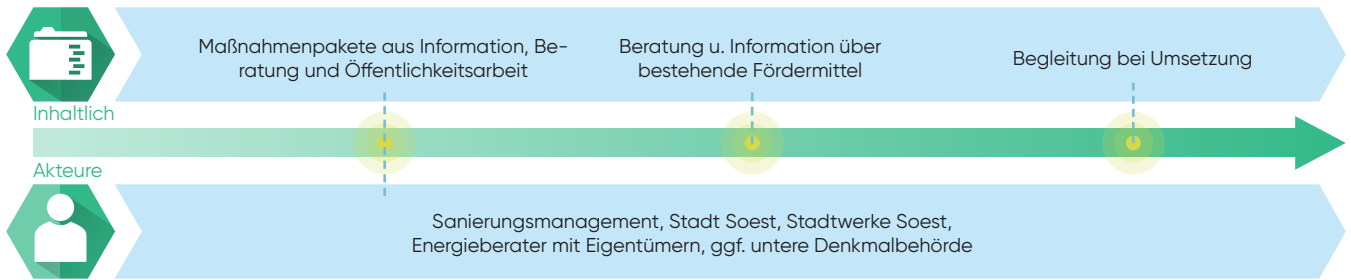 Maßnahmenpakete aus Information, Be-
ratung und Öffentlichkeitsarbeit
Beratung u. Information über
bestehende Fördermittel
Begleitung bei Umsetzung
Inhaltlich
Akteure
Sanierungsmanagement, Stadt Soest, Stadtwerke Soest,
Energieberater mit Eigentümern, ggf. untere Denkmalbehörde